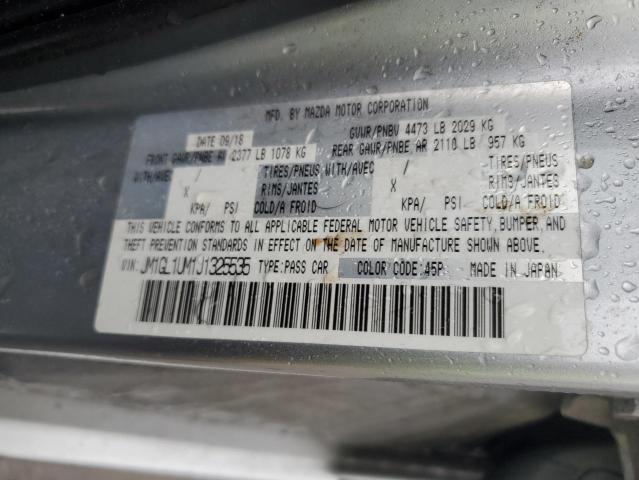 MFG. BY MAZDA MOTOR CORPORATION
DATE 09/18 GVWR/PNBV 4473 LB 2029 KG
FRONT GAWR/PNBE AV 2377 LB 1078 KG REAR GAWR/PNBE AR 2110 LB 957 KG
WITH/AVEC / TIRES/PNEUS WITH/AVEC / TIRES/PNEUS
X RIMS/JANTES X RIMS/JANTES
KPA/ PSI COLD/A FROID KPA/ PSI COLD/A FROID
THIS VEHICLE CONFORMS TO ALL APPLICABLE FEDERAL MOTOR VEHICLE SAFETY, BUMPER, AND
THEFT PREVENTION STANDARDS IN EFFECT ON THE DATE OF MANUFACTURE SHOWN ABOVE.
VIN: JM1GL1UM1J1325535 TYPE:PASS CAR COLOR CODE:45P MADE IN JAPAN